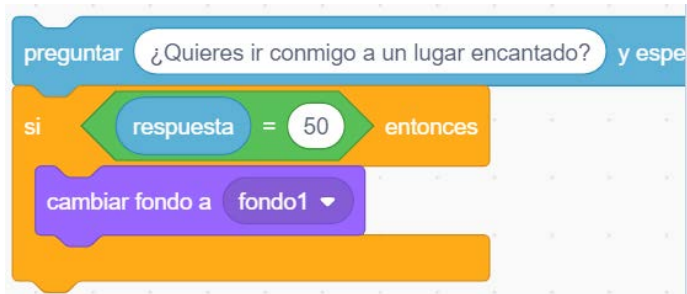 preguntar ¿Quieres ir conmigo a un lugar encantado? y espe
si respuesta = 50 entonces
cambiar fondo a fondo1